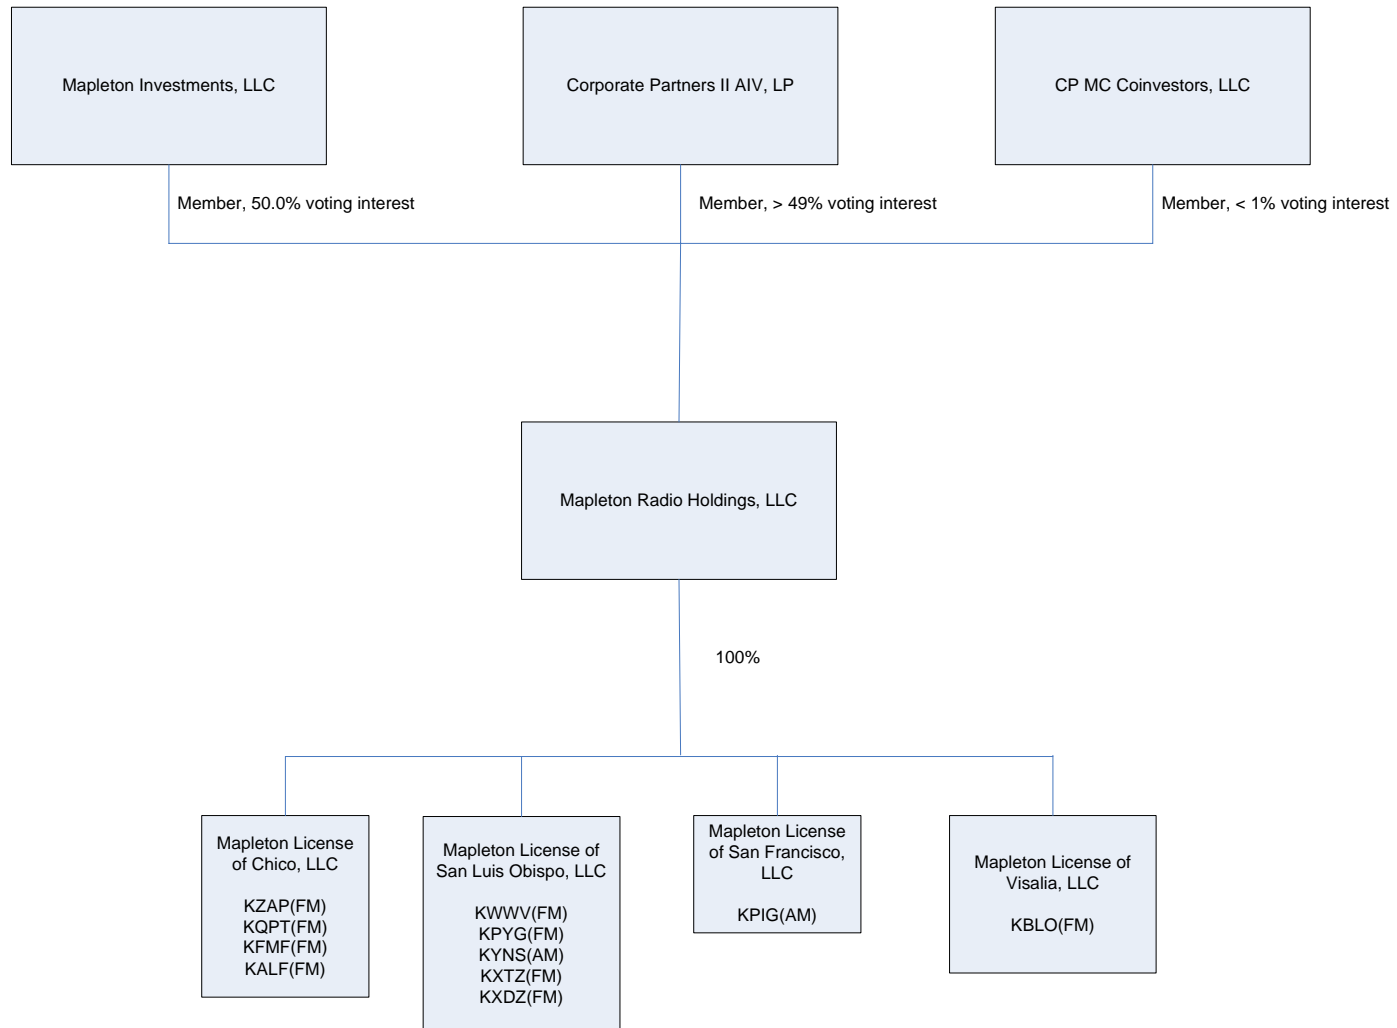 Mapleton Investments, LLC
Corporate Partners II AIV, LP
CP MC Coinvestors, LLC
Member, 50.0% voting interest
Member, > 49% voting interest
Member, < 1% voting interest
Mapleton Radio Holdings, LLC
100%
Mapleton License
of Chico, LLC
KZAP(FM)
KQPT(FM)
KFMF(FM)
KALF(FM)
Mapleton License of
San Luis Obispo, LLC
KWWV(FM)
KPYG(FM)
KYNS(AM)
KXTZ(FM)
KXDZ(FM)
Mapleton License
of San Francisco,
LLC
KPIG(AM)
Mapleton License of
Visalia, LLC
KBLO(FM)